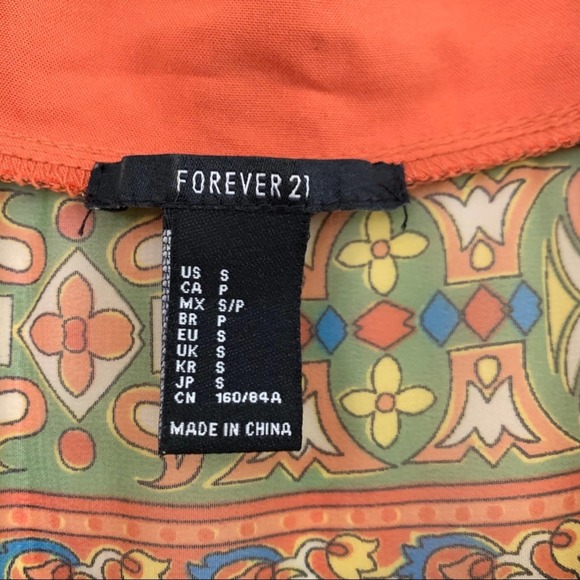 FOREVER 21
US S
CA P
MX S/P
BR P
EU S
UK S
KR S
JP S
CN 160/84A
MADE IN CHINA